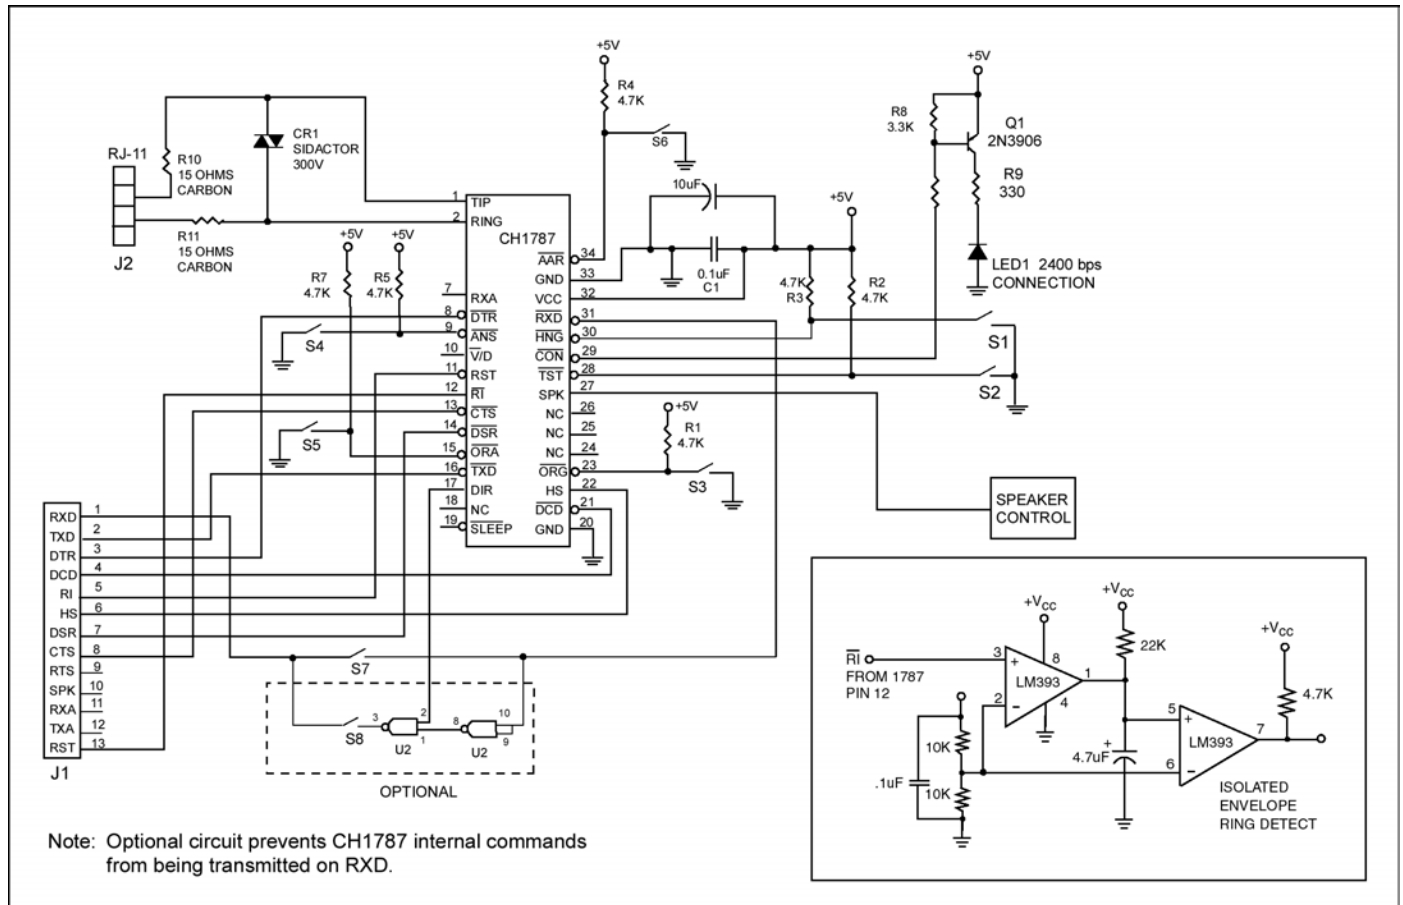 +5V
R4
4.7K
S6
+5V
R8
3.3K
Q1
2N3906
R9
330
LED1 2400 bps
CONNECTION
RJ-11
R10
15 OHMS
CARBON
CR1
SIDACTOR
300V
R11
15 OHMS
CARBON
J2
+5V
R7
4.7K
+5V
R5
4.7K
10uF
0.1uF
C1
+5V
4.7K
R3
R2
4.7K
S1
S2
S4
S5
CH1787
1 TIP
2 RING
7 RXA
8 DTR
9 ANS
10 V/D
11 RST
12 RI
13 CTS
14 DSR
15 ORA
16 TXD
17 DIR
18 NC
19 SLEEP
AAR 34
GND 33
VCC 32
RXD 31
HNG 30
CON 29
TST 28
SPK 27
NC 26
NC 25
NC 24
ORG 23
HS 22
DCD 21
GND 20
+5V
R1
4.7K
S3
SPEAKER
CONTROL
RXD 1
TXD 2
DTR 3
DCD 4
RI 5
HS 6
DSR 7
CTS 8
RTS 9
SPK 10
RXA 11
TXA 12
RST 13
J1
S7
S8
3
2
1
U2
8
10
9
U2
OPTIONAL
RI
FROM 1787
PIN 12
3
+
2
–
LM393
+VCC
8
4
1
+VCC
22K
10K
.1uF
10K
+
4.7uF
5
+
6
–
LM393
7
+VCC
4.7K
ISOLATED
ENVELOPE
RING DETECT
Note: Optional circuit prevents CH1787 internal commands
from being transmitted on RXD.